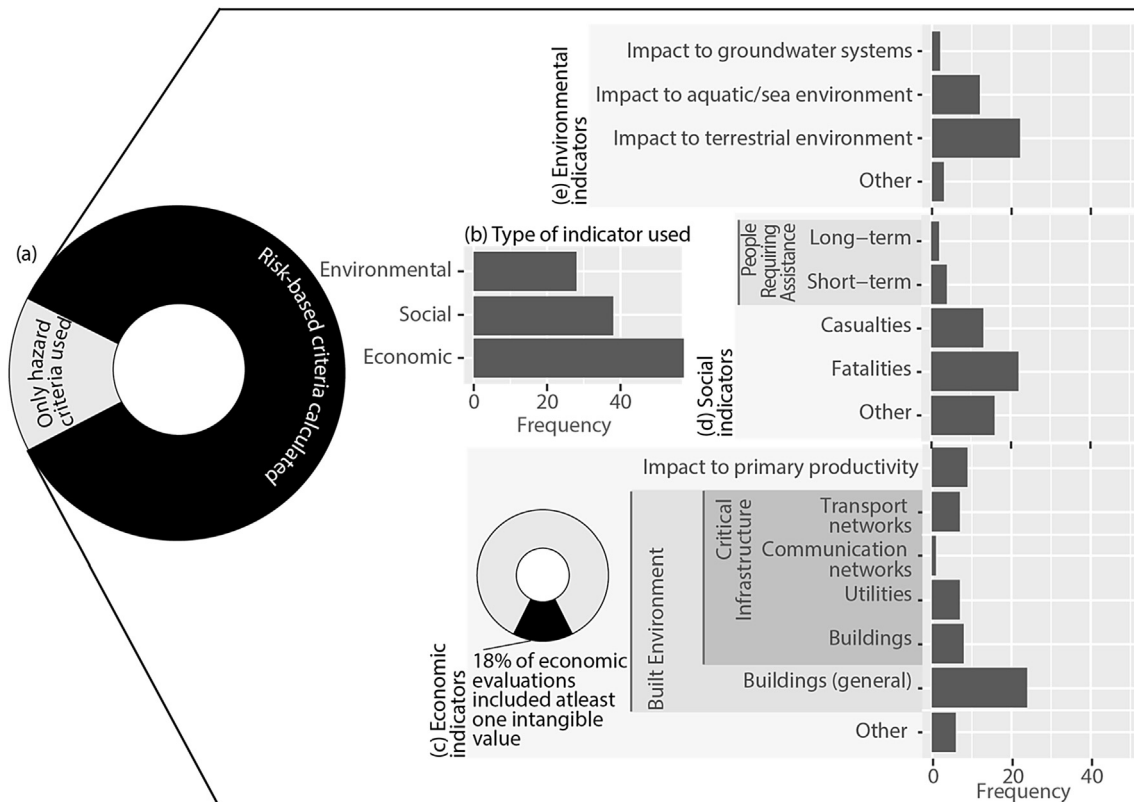 (a)
Risk-based criteria calculated
Only hazard
criteria used
(b) Type of indicator used
Environmental
Social
Economic
0
20
40
Frequency
(e) Environmental
indicators
Impact to groundwater systems
Impact to aquatic/sea environment
Impact to terrestrial environment
Other
(d) Social
indicators
People
Requiring
Assistance
Long-term
Short-term
Casualties
Fatalities
Other
(c) Economic
indicators
18% of economic
evaluations
included atleast
one intangible
value
Impact to primary productivity
Built Environment
Critical
Infrastructure
Transport
networks
Communication
networks
Utilities
Buildings
Buildings (general)
Other
0
20
40
Frequency